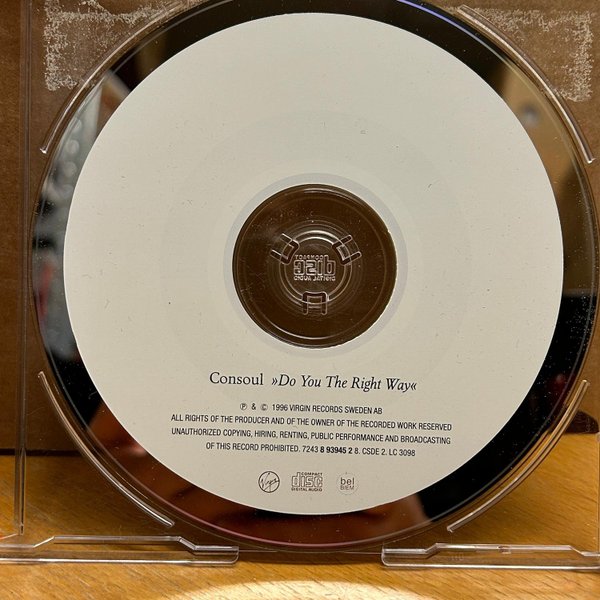 Consoul »Do You The Right Way«
℗ & © 1996 VIRGIN RECORDS SWEDEN AB
ALL RIGHTS OF THE PRODUCER AND OF THE OWNER OF THE RECORDED WORK RESERVED
UNAUTHORIZED COPYING, HIRING, RENTING, PUBLIC PERFORMANCE AND BROADCASTING
OF THIS RECORD PROHIBITED. 7243 8 93945 2 8. CSDE 2. LC 3098
Virgin
COMPACT
disc
DIGITAL AUDIO
bel
BIEM